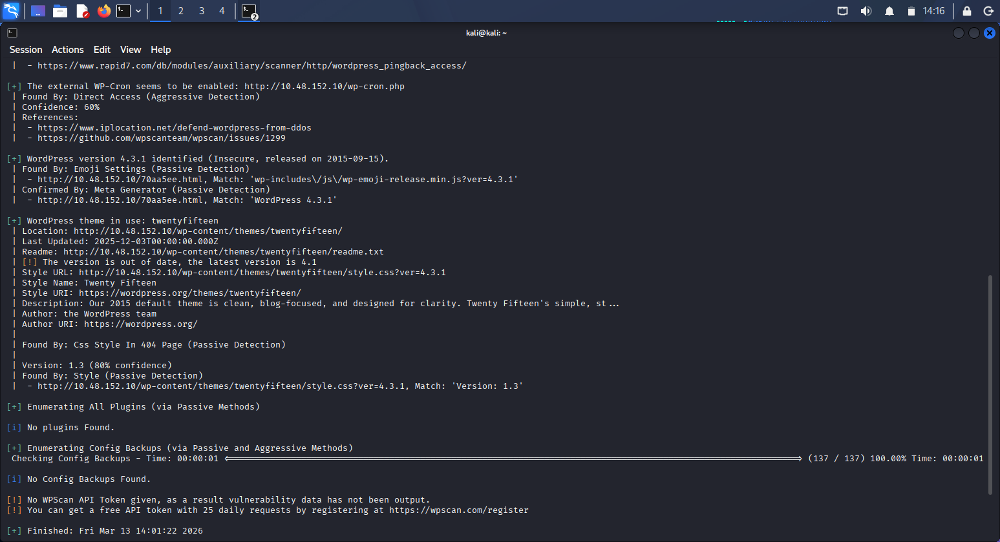 1 2 3 4 2 14:16
kali@kali: ~
Session Actions Edit View Help
| - https://www.rapid7.com/db/modules/auxiliary/scanner/http/wordpress_pingback_access/
[+] The external WP-Cron seems to be enabled: http://10.48.152.10/wp-cron.php
| Found By: Direct Access (Aggressive Detection)
| Confidence: 60%
| References:
| - https://www.iplocation.net/defend-wordpress-from-ddos
| - https://github.com/wpscanteam/wpscan/issues/1299
[+] WordPress version 4.3.1 identified (Insecure, released on 2015-09-15).
| Found By: Emoji Settings (Passive Detection)
| - http://10.48.152.10/70aa5ee.html, Match: 'wp-includes\/js\/wp-emoji-release.min.js?ver=4.3.1'
| Confirmed By: Meta Generator (Passive Detection)
| - http://10.48.152.10/70aa5ee.html, Match: 'WordPress 4.3.1'
[+] WordPress theme in use: twentyfifteen
| Location: http://10.48.152.10/wp-content/themes/twentyfifteen/
| Last Updated: 2025-12-03T00:00:00.000Z
| Readme: http://10.48.152.10/wp-content/themes/twentyfifteen/readme.txt
| [!] The version is out of date, the latest version is 4.1
| Style URL: http://10.48.152.10/wp-content/themes/twentyfifteen/style.css?ver=4.3.1
| Style Name: Twenty Fifteen
| Style URI: https://wordpress.org/themes/twentyfifteen/
| Description: Our 2015 default theme is clean, blog-focused, and designed for clarity. Twenty Fifteen's simple, st...
| Author: the WordPress team
| Author URI: https://wordpress.org/
|
| Found By: Css Style In 404 Page (Passive Detection)
|
| Version: 1.3 (80% confidence)
| Found By: Style (Passive Detection)
| - http://10.48.152.10/wp-content/themes/twentyfifteen/style.css?ver=4.3.1, Match: 'Version: 1.3'
[+] Enumerating All Plugins (via Passive Methods)
[i] No plugins Found.
[+] Enumerating Config Backups (via Passive and Aggressive Methods)
Checking Config Backups - Time: 00:00:01 <=====> (137 / 137) 100.00% Time: 00:00:01
[i] No Config Backups Found.
[!] No WPScan API Token given, as a result vulnerability data has not been output.
[!] You can get a free API token with 25 daily requests by registering at https://wpscan.com/register
[+] Finished: Fri Mar 13 14:01:22 2026